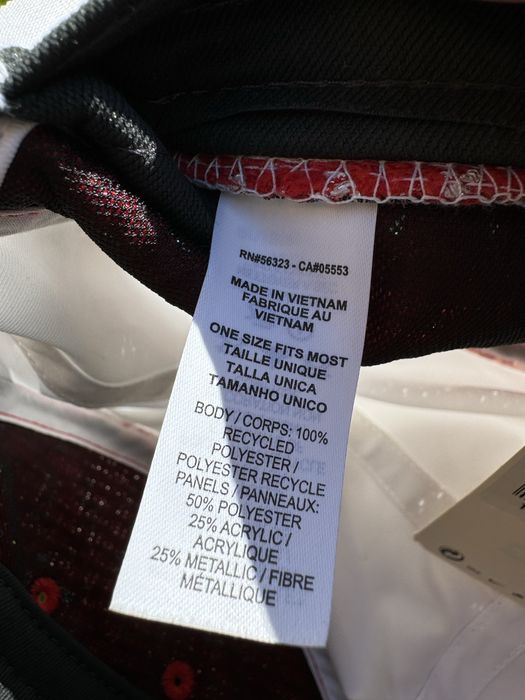 RN#56323 - CA#05553
MADE IN VIETNAM
FABRIQUE AU
VIETNAM
ONE SIZE FITS MOST
TAILLE UNIQUE
TALLA UNICA
TAMANHO UNICO
BODY / CORPS: 100%
RECYCLED
POLYESTER /
POLYESTER RECYCLE
PANELS / PANNEAUX:
50% POLYESTER
25% ACRYLIC /
ACRYLIQUE
25% METALLIC / FIBRE
MÉTALLIQUE